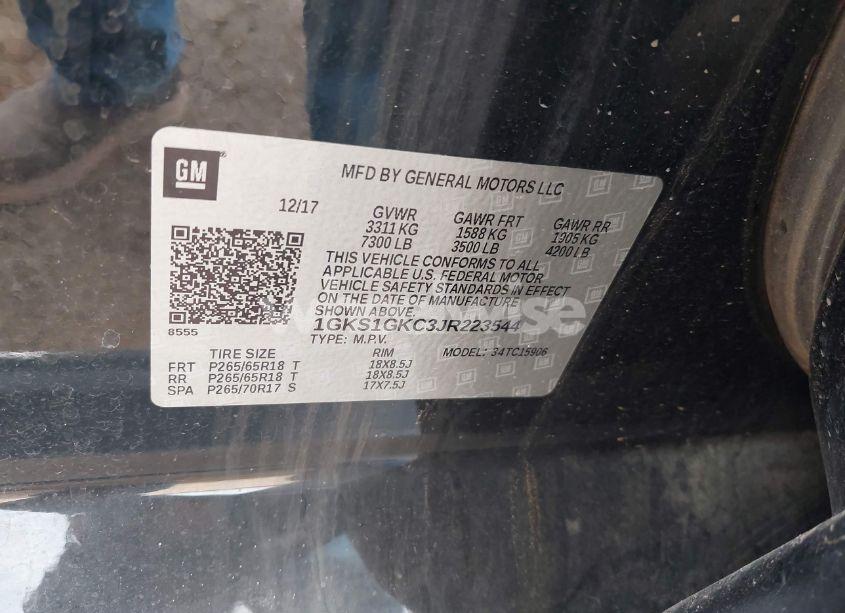 GM
MFD BY GENERAL MOTORS LLC
12/17
GVWR GAWR FRT GAWR RR
3311 KG 1588 KG 1905 KG
7300 LB 3500 LB 4200 LB
THIS VEHICLE CONFORMS TO ALL
APPLICABLE U.S. FEDERAL MOTOR
VEHICLE SAFETY STANDARDS IN EFFECT
ON THE DATE OF MANUFACTURE
SHOWN ABOVE.
8555
1GKS1GKC3JR223544
TYPE: M.P.V. MODEL: 34TC15906
TIRE SIZE RIM
FRT P265/65R18 T 18X8.5J
RR P265/65R18 T 18X8.5J
SPA P265/70R17 S 17X7.5J